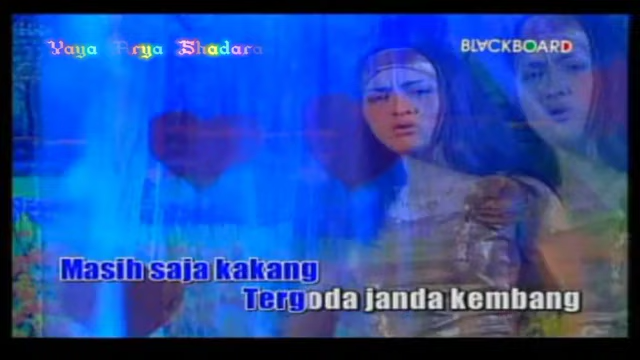 Yaya Arya Shadara
BLACKBOARD
Masih saja kakang
Tergoda janda kembang